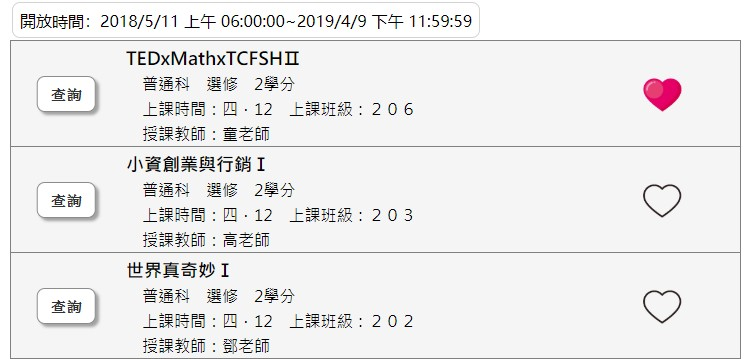 開放時間：2018/5/11 上午 06:00:00~2019/4/9 下午 11:59:59
TEDxMathxTCFSHⅡ
查詢
普通科　選修　2學分
上課時間：四．12　上課班級：２０６
授課教師：童老師
小資創業與行銷Ⅰ
查詢
普通科　選修　2學分
上課時間：四．12　上課班級：２０３
授課教師：高老師
世界真奇妙Ⅰ
查詢
普通科　選修　2學分
上課時間：四．12　上課班級：２０２
授課教師：鄧老師